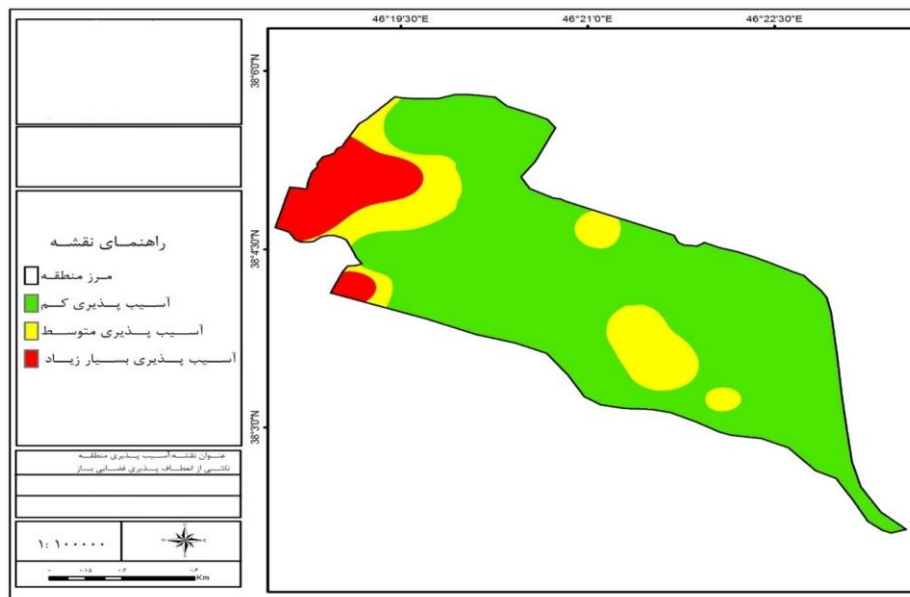 46°19'30"E 46°21'0"E 46°22'30"E
38°6'0"N
38°4'30"N
38°3'0"N
راهنمای نقشه
مرز منطقه
آسیب پذیری کم
آسیب پذیری متوسط
آسیب پذیری بسیار زیاد
عنوان نقشه:آسیب پذیری منطقه
ناشی از انعطاف پذیری فضایی باز
۱: ۱۰۰۰۰۰
Km